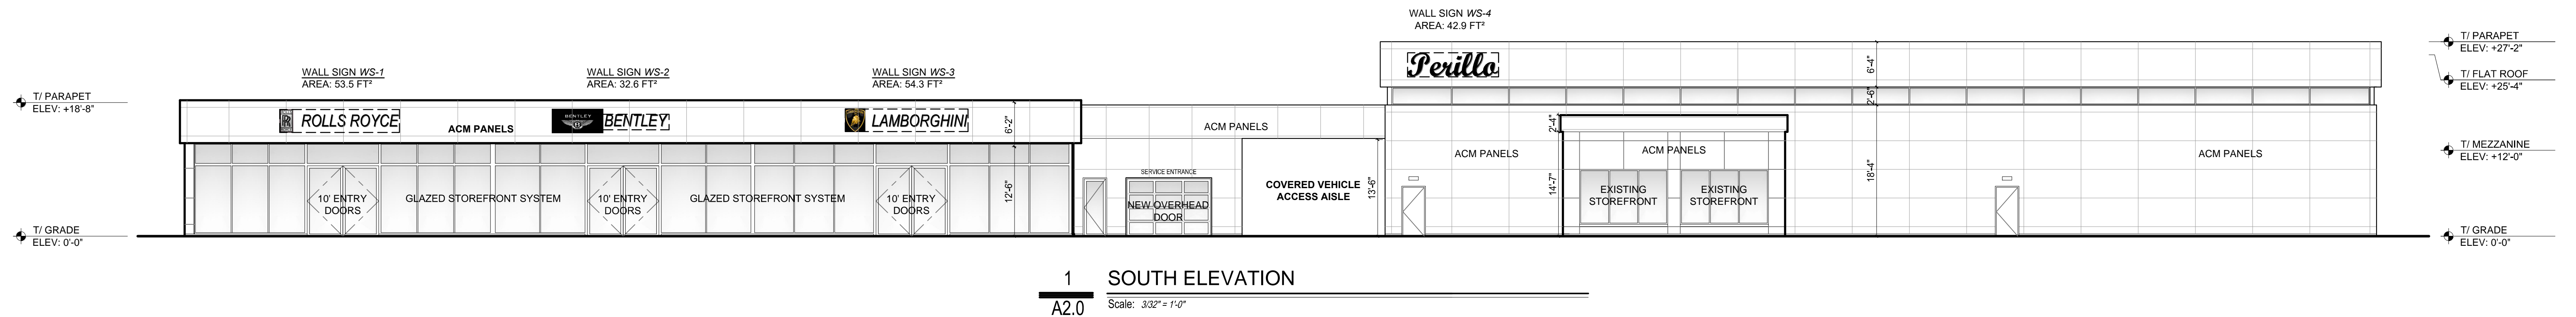 WALL SIGN WS-4
AREA: 42.9 FT²
T/ PARAPET
ELEV: +27'-2"
T/ FLAT ROOF
ELEV: +25'-4"
T/ MEZZANINE
ELEV: +12'-0"
T/ GRADE
ELEV: 0'-0"
WALL SIGN WS-1
AREA: 53.5 FT²
WALL SIGN WS-2
AREA: 32.6 FT²
WALL SIGN WS-3
AREA: 54.3 FT²
T/ PARAPET
ELEV: +18'-8"
T/ GRADE
ELEV: 0'-0"
ROLLS ROYCE
ACM PANELS
BENTLEY
BENTLEY
LAMBORGHINI
6'-2"
12'-6"
10' ENTRY
DOORS
GLAZED STOREFRONT SYSTEM
10' ENTRY
DOORS
GLAZED STOREFRONT SYSTEM
10' ENTRY
DOORS
ACM PANELS
SERVICE ENTRANCE
NEW OVERHEAD
DOOR
COVERED VEHICLE
ACCESS AISLE
13'-6"
Perillo
6'-4"
2'-6"
18'-4"
ACM PANELS
2'-4"
14'-7"
ACM PANELS
EXISTING
STOREFRONT
EXISTING
STOREFRONT
ACM PANELS
1
A2.0
SOUTH ELEVATION
Scale: 3/32" = 1'-0"